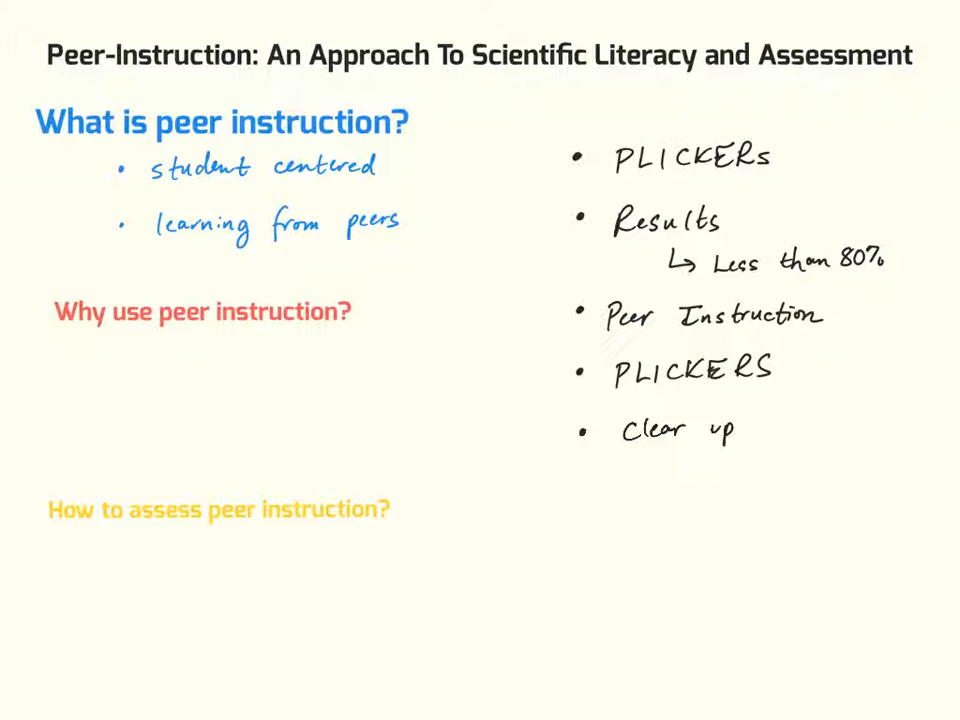 Peer-Instruction: An Approach To Scientific Literacy and Assessment
What is peer instruction?
• student centered
• learning from peers
Why use peer instruction?
How to assess peer instruction?
• PLICKERs
• Results
↳ Less than 80%
• Peer Instruction
• PLICKERS
• Clear up